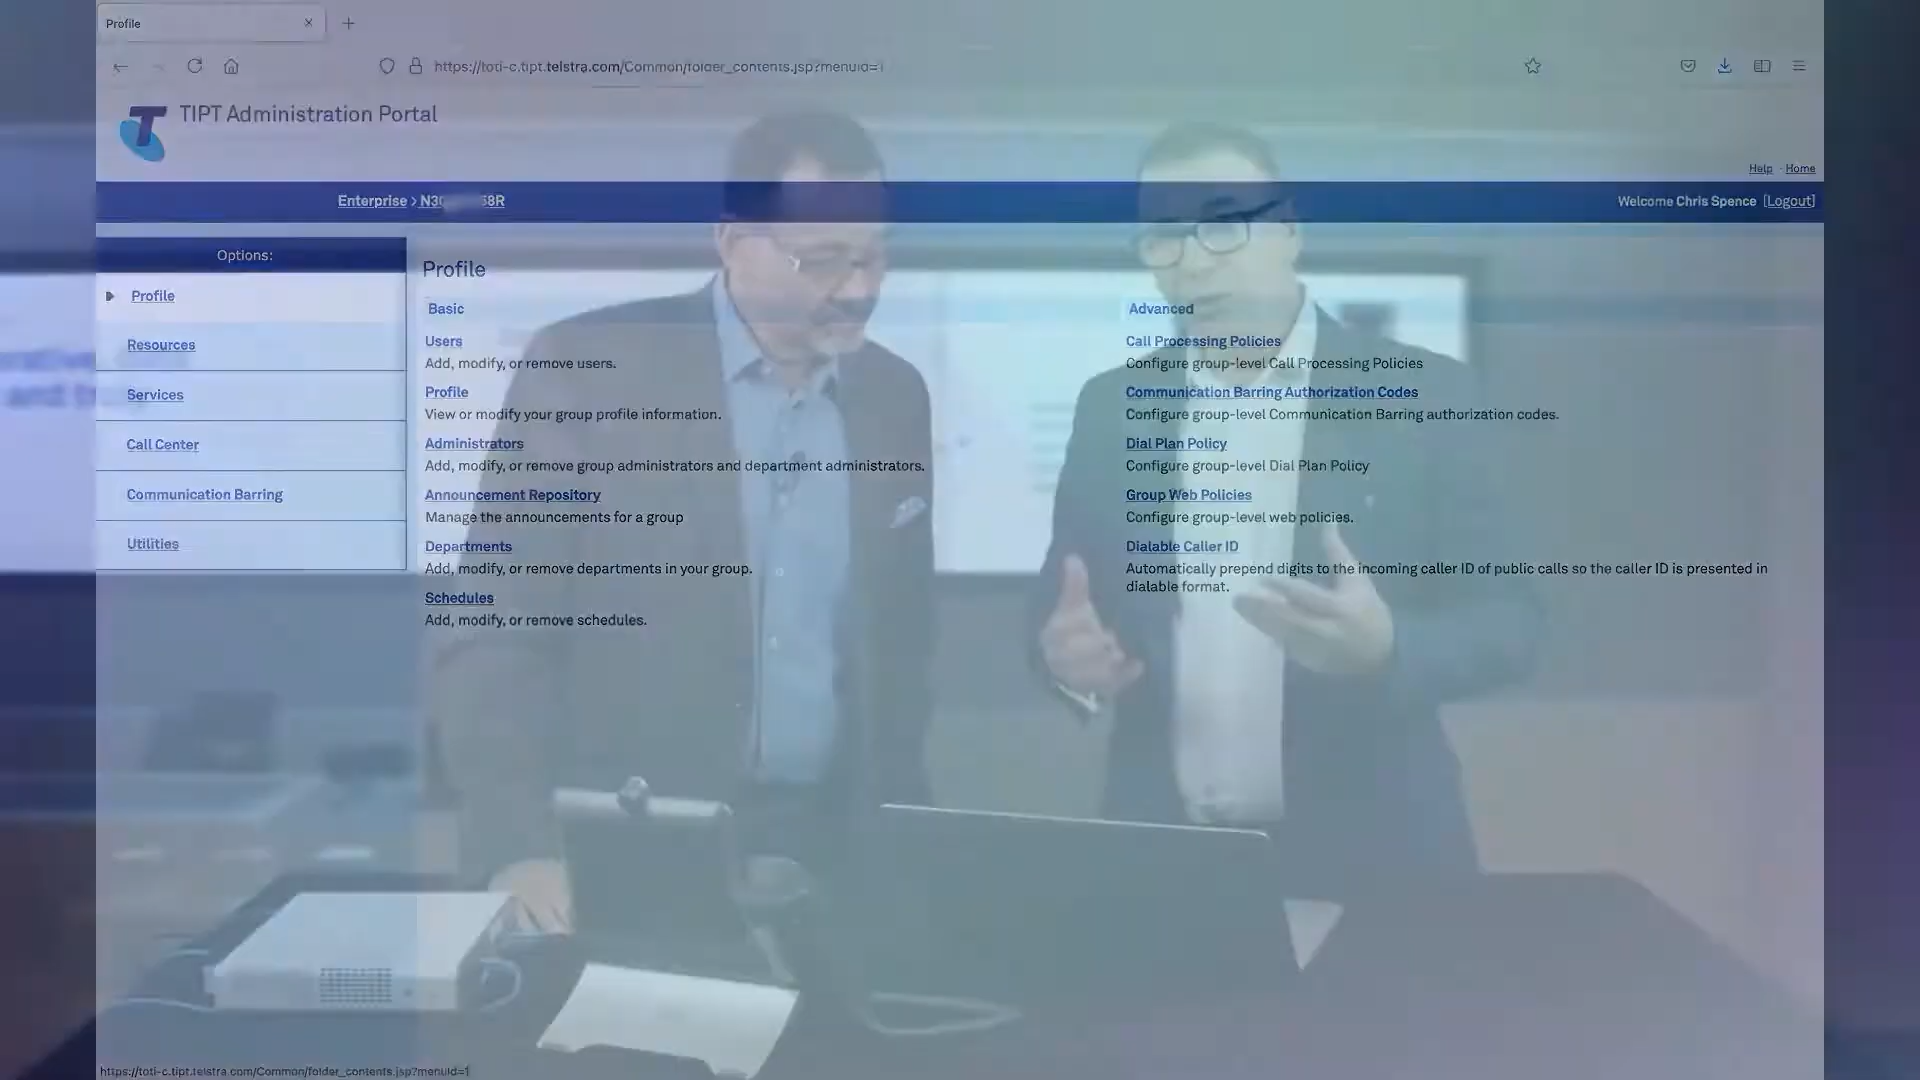 Profile
https://toti-c.tipt.telstra.com/Common/folder_contents.jsp?menuId=1
TIPT Administration Portal
Help - Home
Enterprise > N30 58R
Welcome Chris Spence [Logout]
Options:
Profile
Resources
Services
Call Center
Communication Barring
Utilities
Profile
Basic
Users
Add, modify, or remove users.
Profile
View or modify your group profile information.
Administrators
Add, modify, or remove group administrators and department administrators.
Announcement Repository
Manage the announcements for a group
Departments
Add, modify, or remove departments in your group.
Schedules
Add, modify, or remove schedules.
Advanced
Call Processing Policies
Configure group-level Call Processing Policies
Communication Barring Authorization Codes
Configure group-level Communication Barring authorization codes.
Dial Plan Policy
Configure group-level Dial Plan Policy
Group Web Policies
Configure group-level web policies.
Dialable Caller ID
Automatically prepend digits to the incoming caller ID of public calls so the caller ID is presented in
dialable format.
and
https://toti-c.tipt.telstra.com/Common/folder_contents.jsp?menuId=1